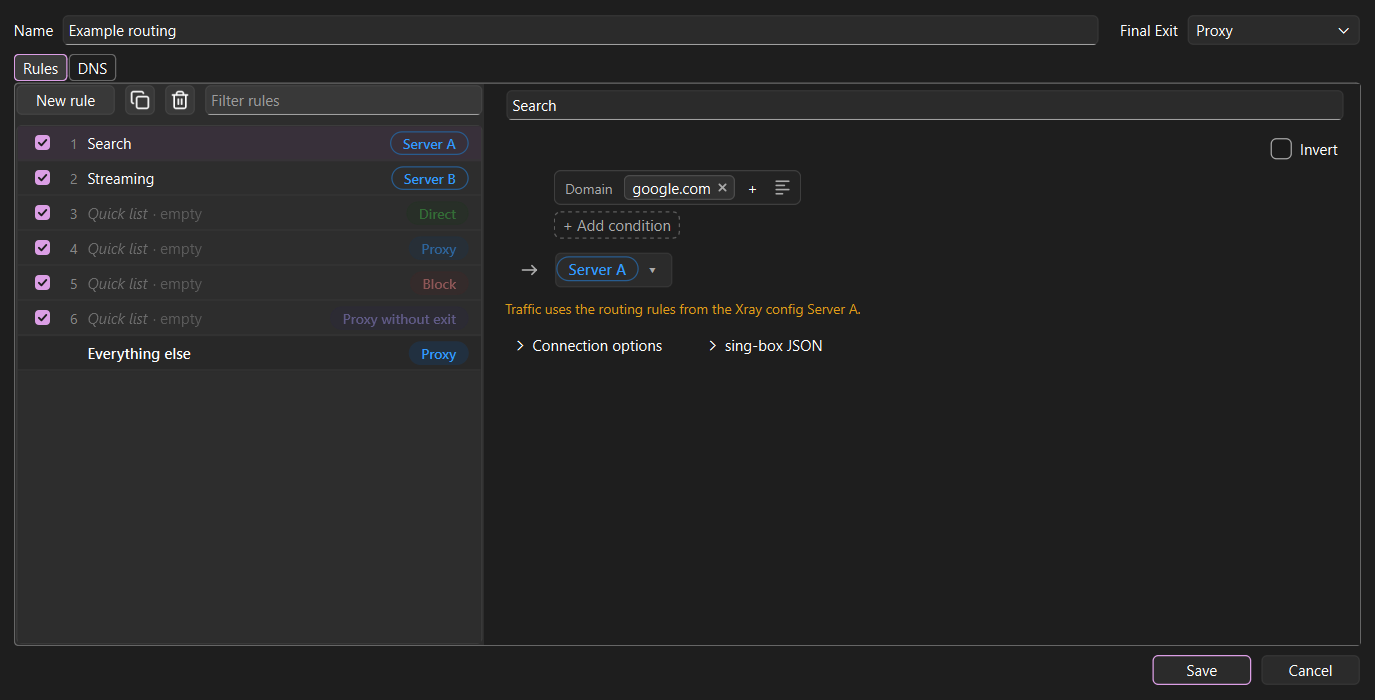 Name Example routing Final Exit Proxy
Rules DNS
New rule Filter rules
1 Search Server A
2 Streaming Server B
3 Quick list · empty Direct
4 Quick list · empty Proxy
5 Quick list · empty Block
6 Quick list · empty Proxy without exit
Everything else Proxy
Search
Invert
Domain google.com × +
+ Add condition
→ Server A
Traffic uses the routing rules from the Xray config Server A.
Connection options sing-box JSON
Save Cancel